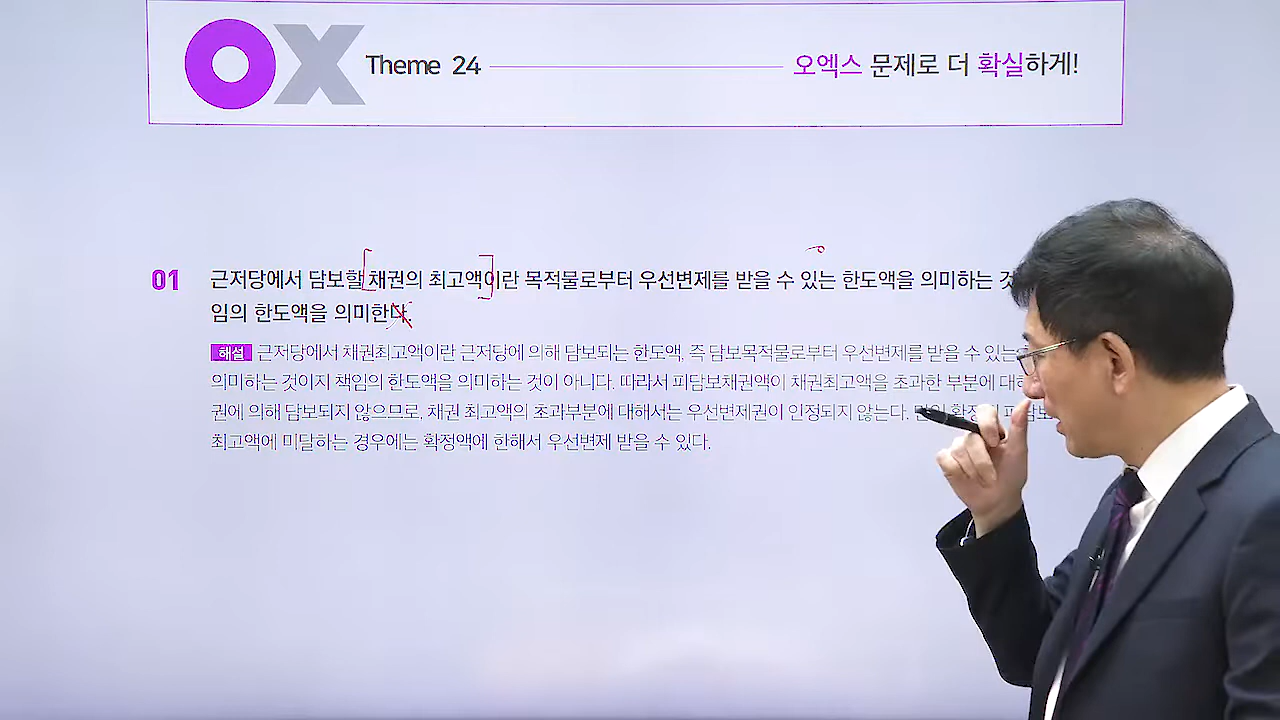 OX Theme 24 오엑스 문제로 더 확실하게!
01 근저당에서 담보할 채권의 최고액이란 목적물로부터 우선변제를 받을 수 있는 한도액을 의미하는
임의 한도액을 의미한다.
해설 근저당에서 채권최고액이란 근저당에 의해 담보되는 한도액, 즉 담보목적물로부터 우선변제를 받을 수 있는
의미하는 것이지 책임의 한도액을 의미하는 것이 아니다. 따라서 피담보채권액이 채권최고액을 초과한 부분에
권에 의해 담보되지 않으므로, 채권 최고액의 초과부분에 대해서는 우선변제권이 인정되지 않는다.
최고액에 미달하는 경우에는 확정액에 한해서 우선변제 받을 수 있다.